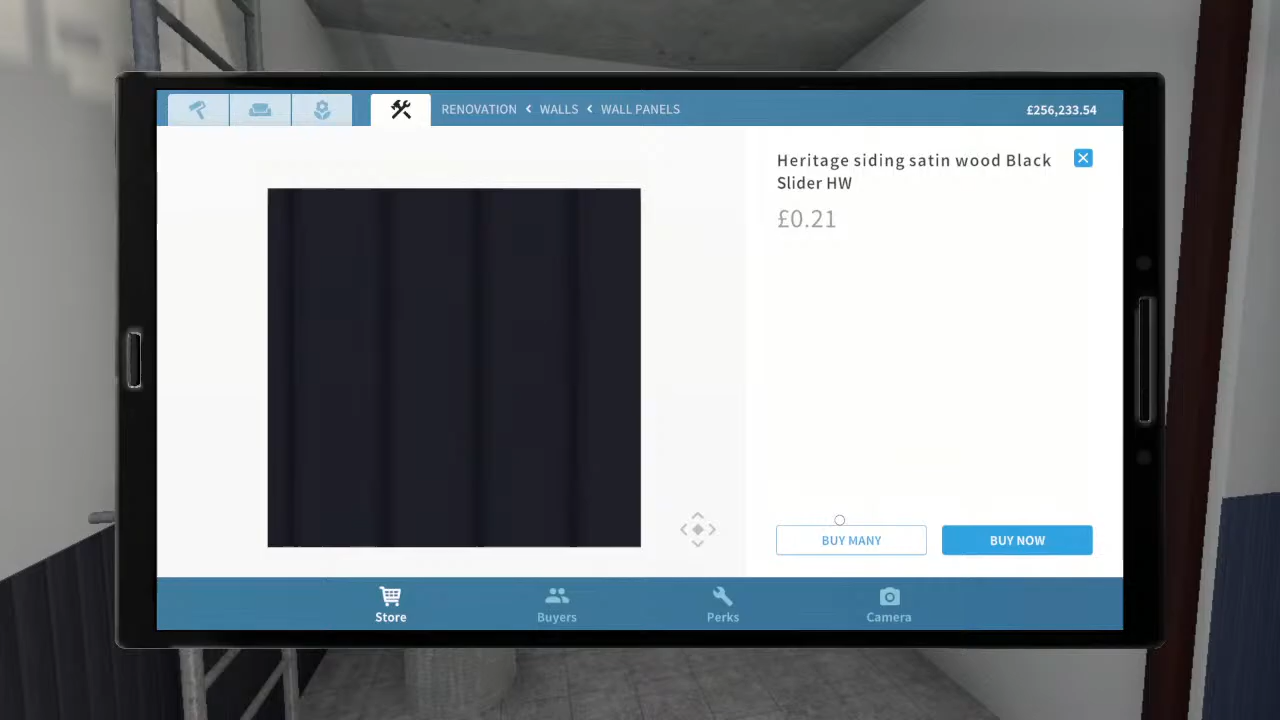 RENOVATION < WALLS < WALL PANELS
£256,233.54
Heritage siding satin wood Black
Slider HW
£0.21
BUY MANY
BUY NOW
Store
Buyers
Perks
Camera